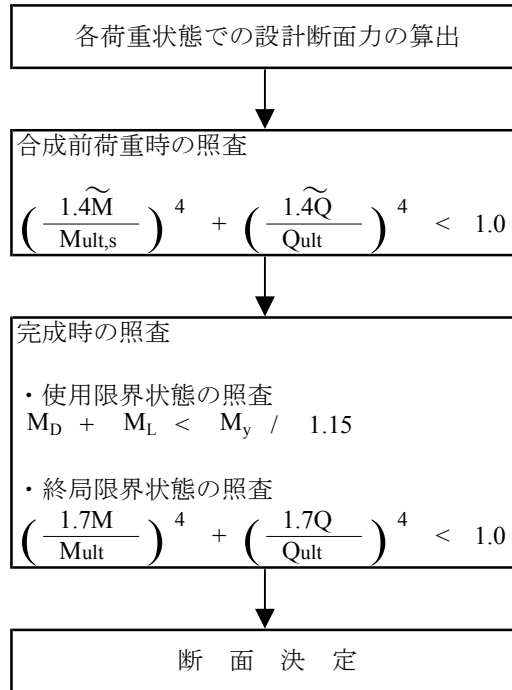 各荷重状態での設計断面力の算出
合成前荷重時の照査
( 1.4M̃ / Mult,s ) 4 + ( 1.4Q̃ / Qult ) 4 < 1.0
完成時の照査
・使用限界状態の照査
M_D + M_L < M_y / 1.15
・終局限界状態の照査
( 1.7M / Mult ) 4 + ( 1.7Q / Qult ) 4 < 1.0
断 面 決 定